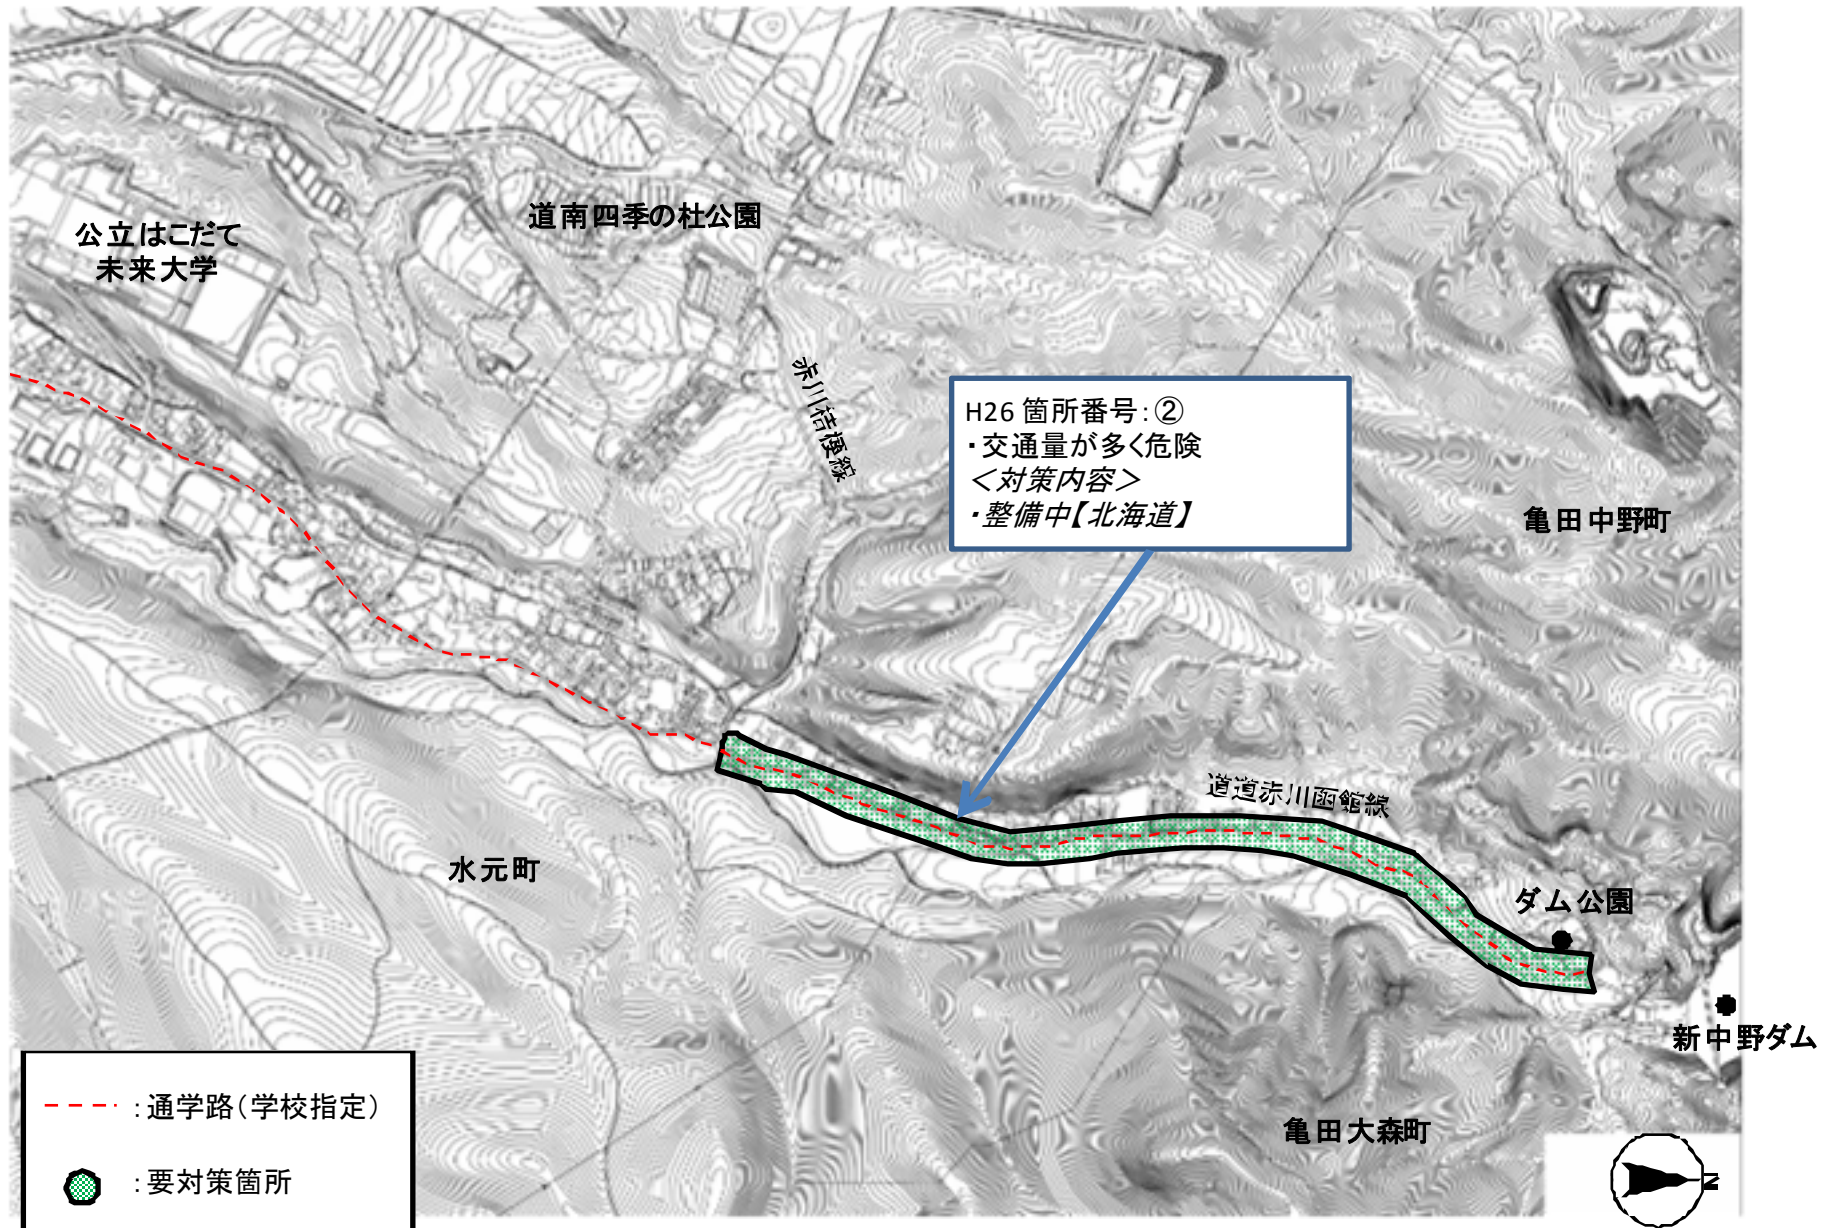 公立はこだて
未来大学
道南四季の杜公園
赤川桔梗線
H26 箇所番号:②
・交通量が多く危険
＜対策内容＞
・整備中【北海道】
亀田中野町
道道赤川函館線
水元町
ダム公園
新中野ダム
亀田大森町
:通学路(学校指定)
:要対策箇所
N